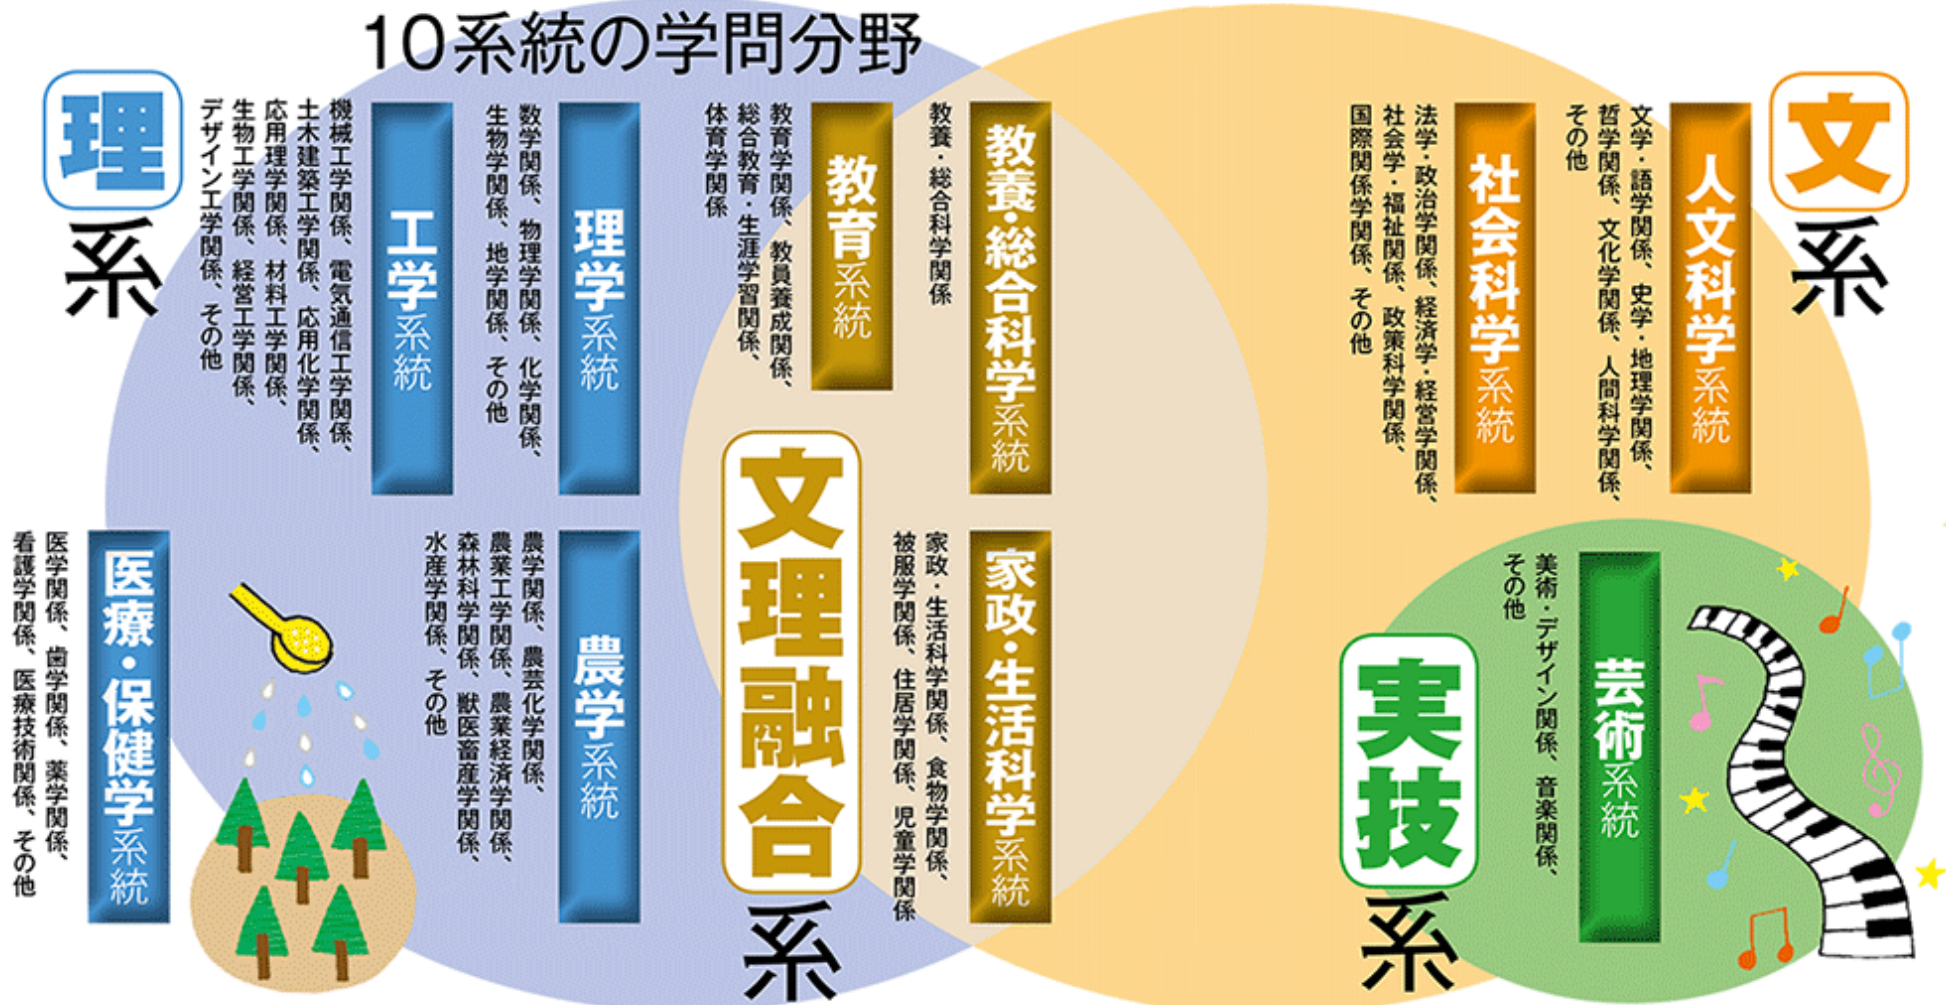 10系統の学問分野
理系
工学系統
機械工学関係、電気通信工学関係、
土木建築工学関係、応用化学関係、
応用理学関係、材料工学関係、
生物工学関係、経営工学関係、
デザイン工学関係、その他
理学系統
数学関係、物理学関係、化学関係、
生物学関係、地学関係、その他
医療・保健学系統
医学関係、歯学関係、薬学関係、
看護学関係、医療技術関係、その他
農学系統
農学関係、農芸化学関係、
農業工学関係、農業経済学関係、
森林科学関係、獣医畜産学関係、
水産学関係、その他
文理融合系
教育系統
教育学関係、教員養成関係、
総合教育・生涯学習関係、
体育学関係
教養・総合科学系統
教養・総合科学関係
家政・生活科学系統
家政・生活科学関係、食物学関係、
被服学関係、住居学関係、児童学関係
文系
人文科学系統
文学・語学関係、史学・地理学関係、
哲学関係、文化学関係、人間科学関係、
その他
社会科学系統
法学・政治学関係、経済学・経営学関係、
社会学・福祉関係、政策科学関係、
国際関係学関係、その他
実技系
芸術系統
美術・デザイン関係、音楽関係、
その他